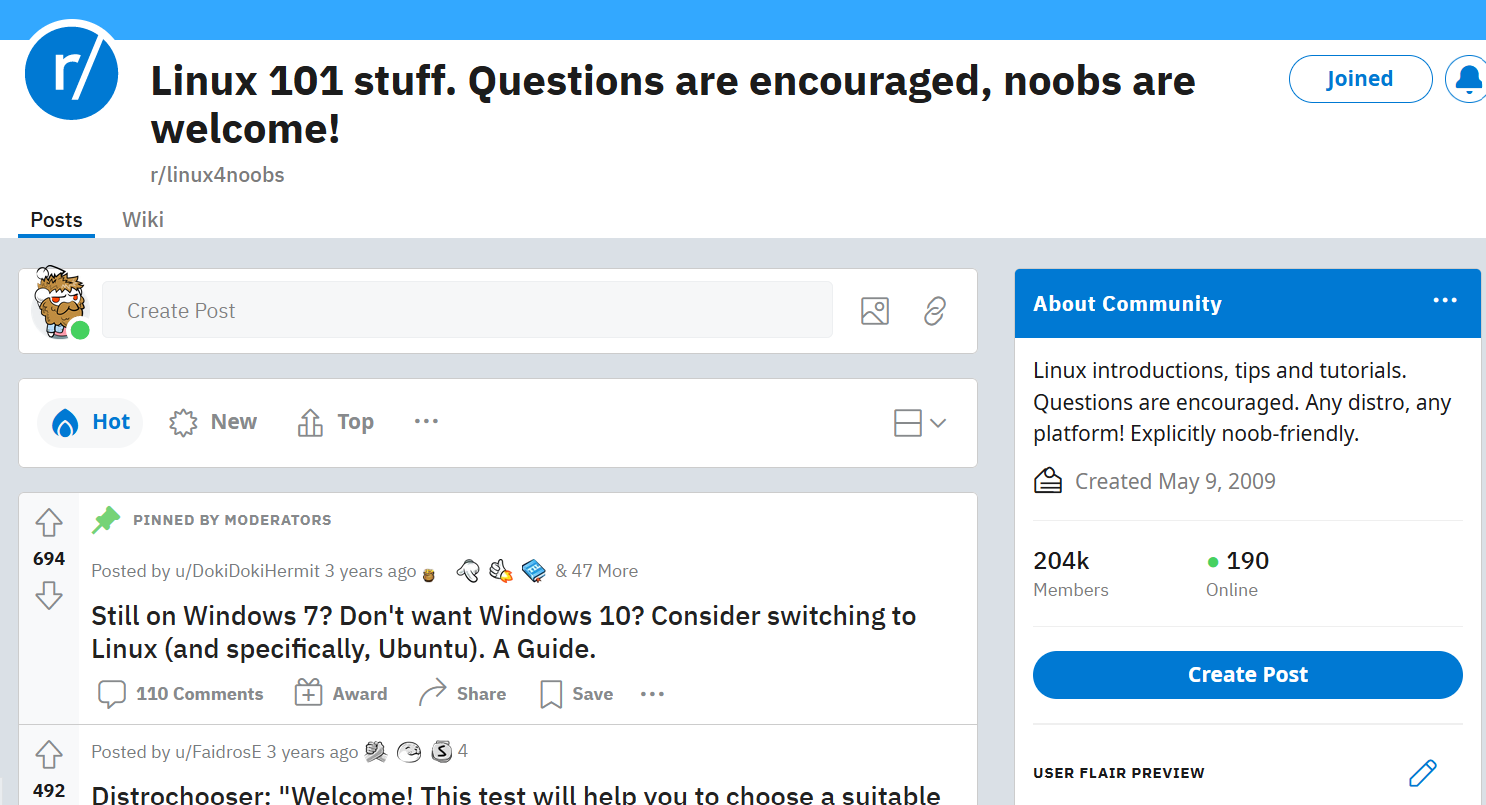 r/
Linux 101 stuff. Questions are encouraged, noobs are
welcome!
Joined
r/linux4noobs
Posts
Wiki
Create Post
Hot
New
Top
694
PINNED BY MODERATORS
Posted by u/DokiDokiHermit 3 years ago
& 47 More
Still on Windows 7? Don't want Windows 10? Consider switching to
Linux (and specifically, Ubuntu). A Guide.
110 Comments
Award
Share
Save
492
Posted by u/FaidrosE 3 years ago
S
4
Distrochooser: "Welcome! This test will help you to choose a suitable
About Community
Linux introductions, tips and tutorials.
Questions are encouraged. Any distro, any
platform! Explicitly noob-friendly.
Created May 9, 2009
204k
Members
190
Online
Create Post
USER FLAIR PREVIEW